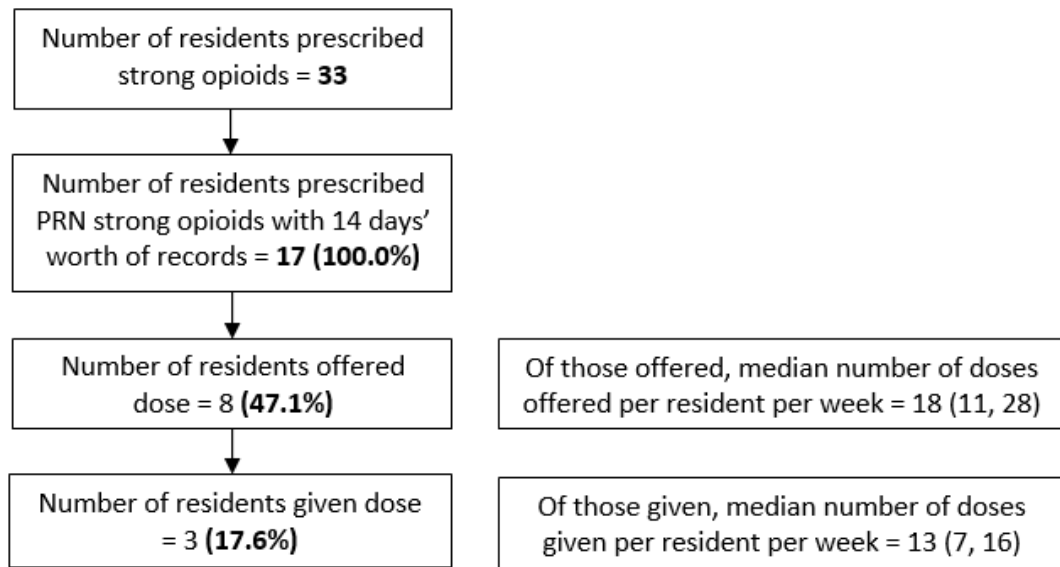 Number of residents prescribed
strong opioids = 33
Number of residents prescribed
PRN strong opioids with 14 days’
worth of records = 17 (100.0%)
Number of residents offered
dose = 8 (47.1%)
Of those offered, median number of doses
offered per resident per week = 18 (11, 28)
Number of residents given dose
= 3 (17.6%)
Of those given, median number of doses
given per resident per week = 13 (7, 16)